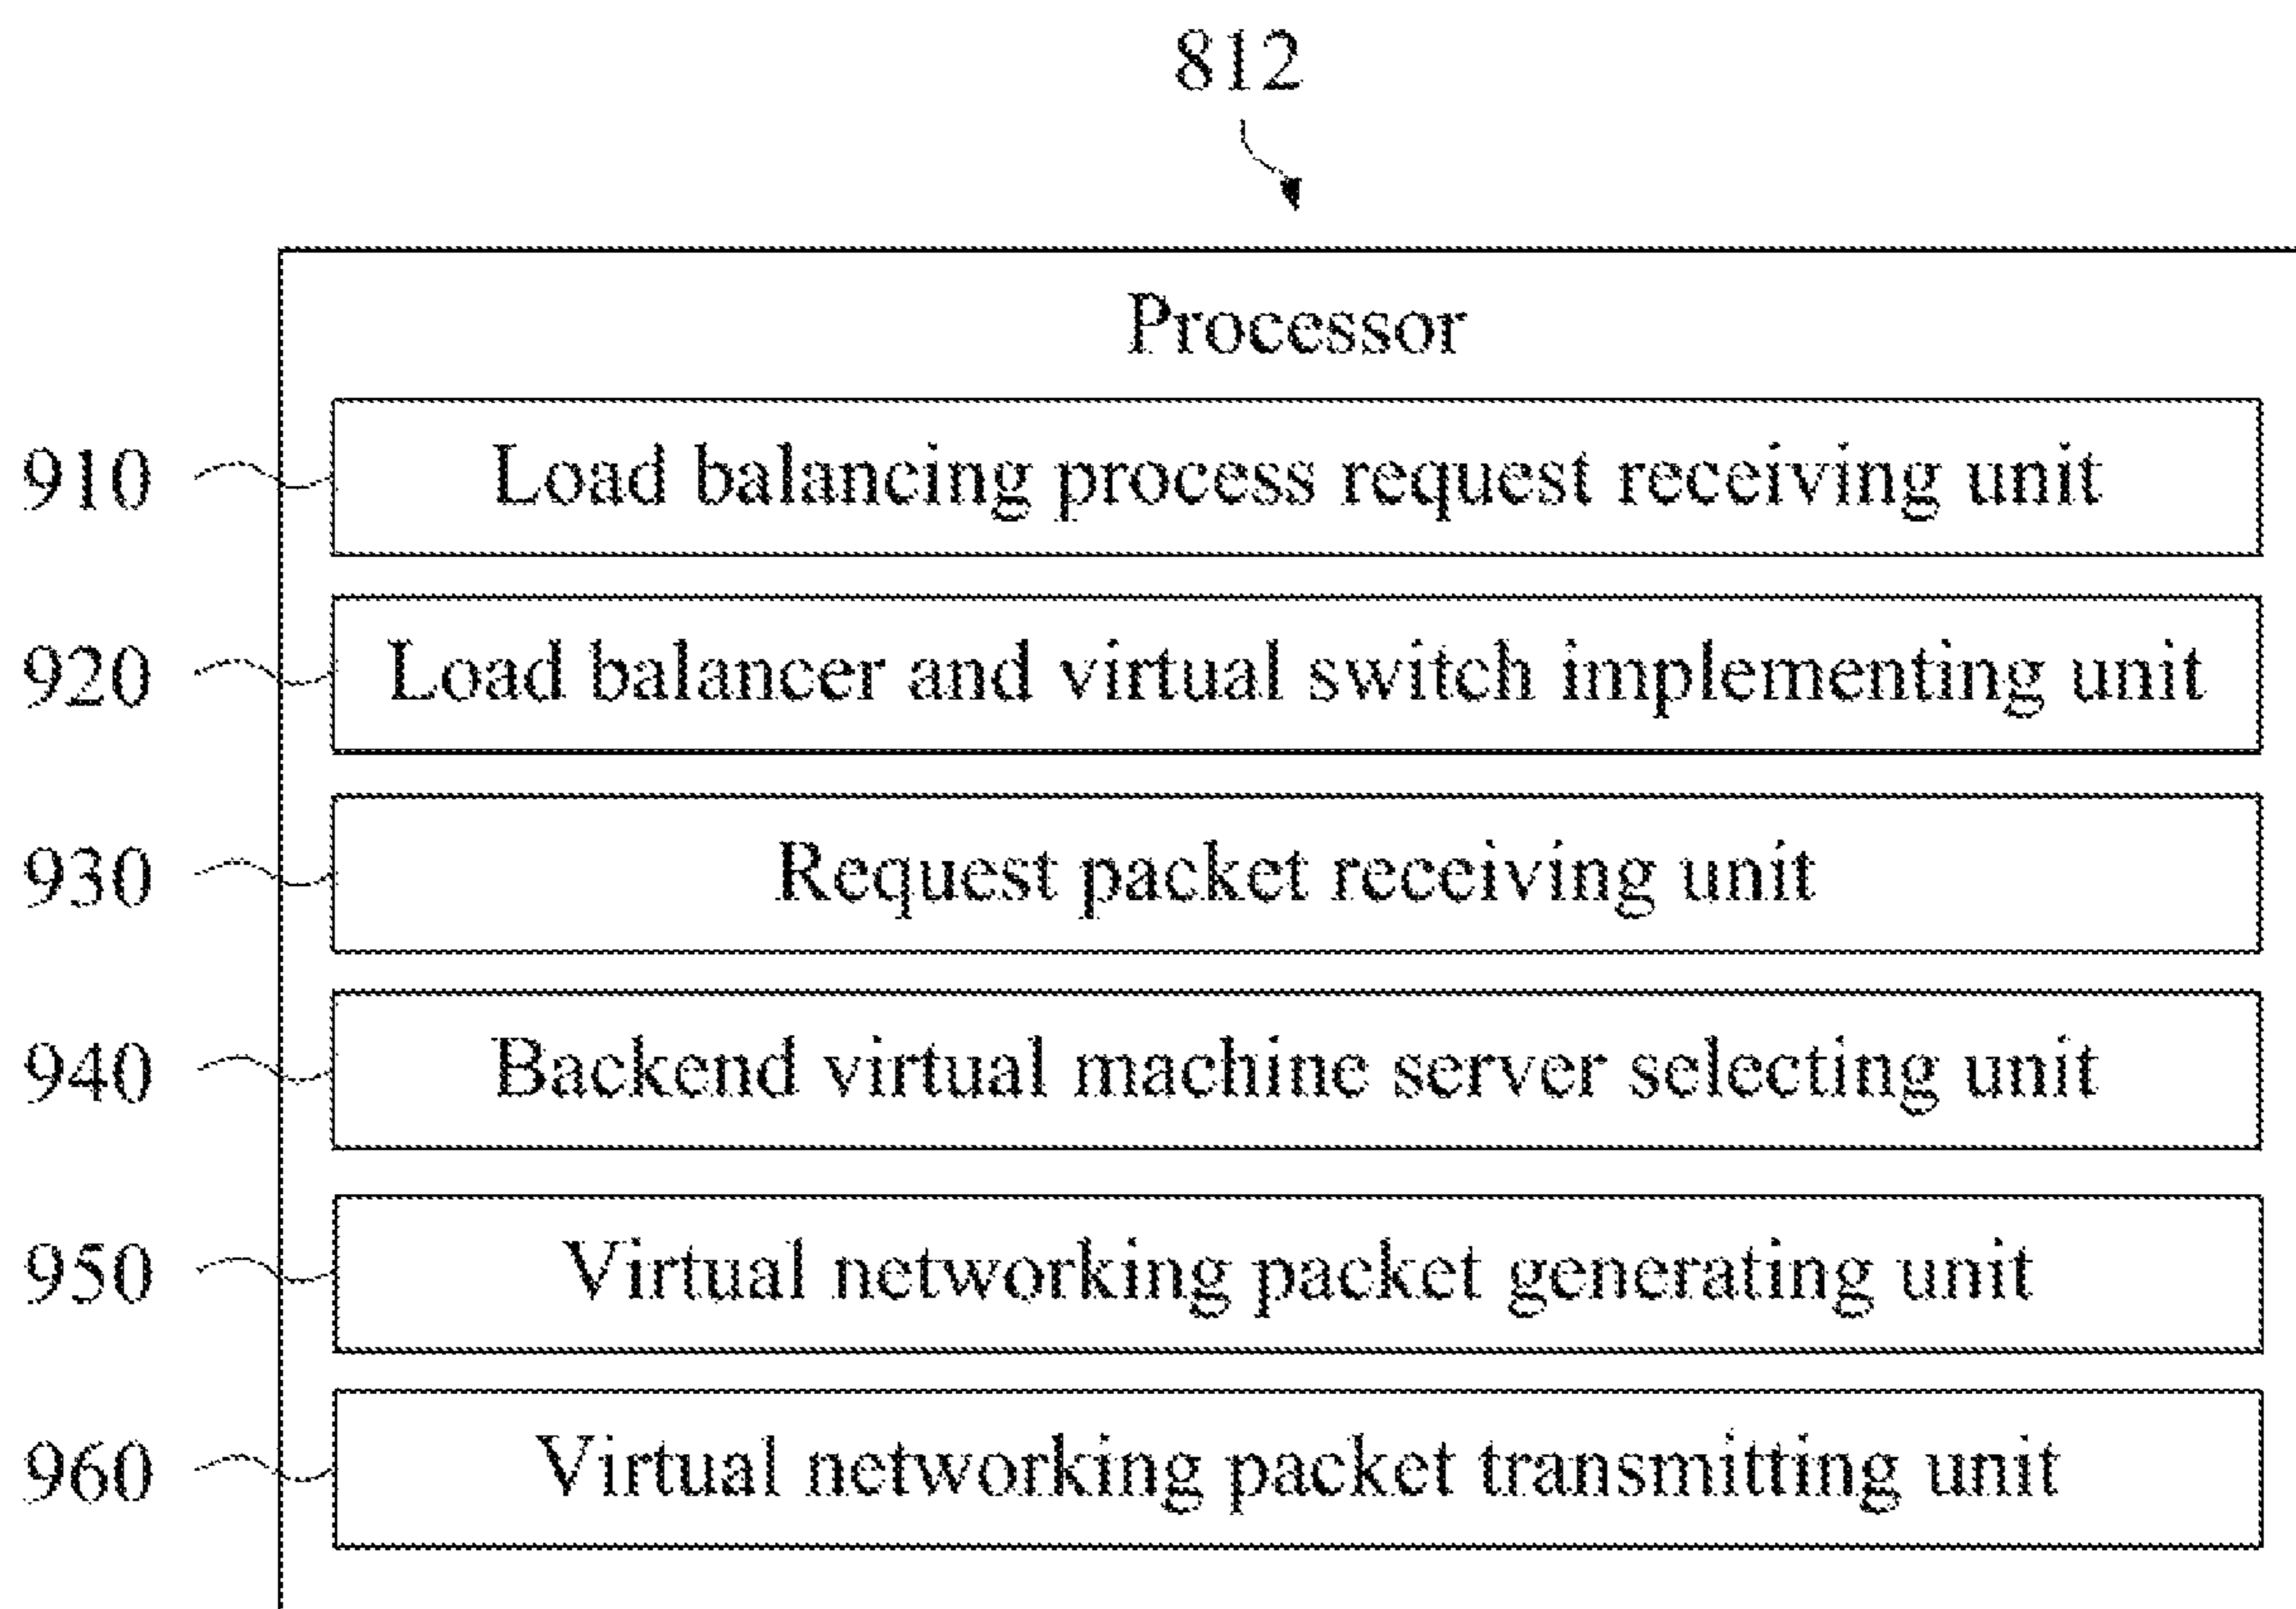 812
Processor
910 Load balancing process request receiving unit
920 Load balancer and virtual switch implementing unit
930 Request packet receiving unit
940 Backend virtual machine server selecting unit
950 Virtual networking packet generating unit
960 Virtual networking packet transmitting unit